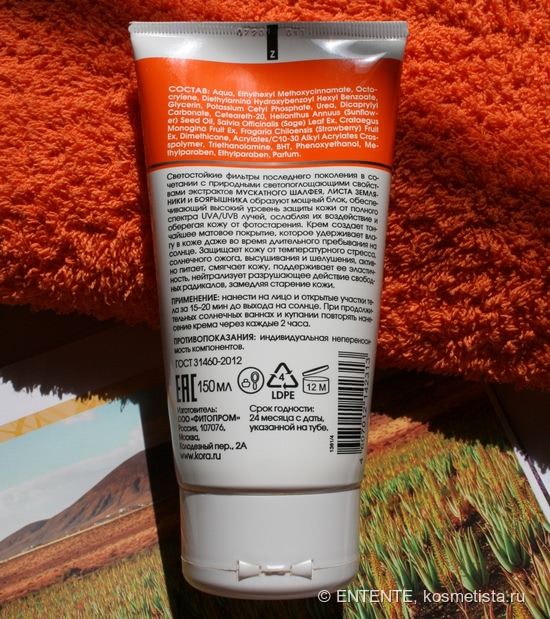 Z
СОСТАВ: Aqua, Ethylhexyl Methoxycinnamate, Octo-
crylene, Diethylamino Hydroxybenzoyl Hexyl Benzoate,
Glycerin, Potassium Cetyl Phosphate, Urea, Dicaprylyl
Carbonate, Ceteareth-20, Helianthus Annuus (Sunflow-
er) Seed Oil, Salvia Officinalis (Sage) Leaf Ex, Crataegus
Monogina Fruit Ex, Fragaria Chiloensis (Strawberry) Fruit
Ex, Dimethicone, Acrylates/C10-30 Alkyl Acrylates Cros-
spolymer, Triethanolamine, BHT, Phenoxyethanol, Me-
thylparaben, Ethylparaben, Parfum.
Светостойкие фильтры последнего поколения в со-
четании с природными светопоглощающими свойст-
вами экстрактов МУСКАТНОГО ШАЛФЕЯ, ЛИСТА ЗЕМЛЯ-
НИКИ и БОЯРЫШНИКА образуют мощный блок, обеспе-
чивающий высокий уровень защиты кожи от полного
спектра UVA/UVB лучей, ослабляя их воздействие и
оберегая кожу от фотостарения. Крем создает тон-
чайшее матовое покрытие, которое удерживает вла-
гу в коже даже во время длительного пребывания на
солнце. Защищает кожу от температурного стресса,
солнечного ожога, высушивания и шелушения, актив-
но питает, смягчает кожу, поддерживает ее эластич-
ность, нейтрализует разрушающее действие свобод-
ных радикалов, замедляя старение кожи.
ПРИМЕНЕНИЕ: нанести на лицо и открытые участки те-
ла за 15–20 мин до выхода на солнце. При продолжи-
тельных солнечных ваннах и купании повторять нане-
сение крема через каждые 2 часа.
ПРОТИВОПОКАЗАНИЯ: индивидуальная непереноси-
мость компонентов.
ГОСТ 31460-2012
EAC 150 МЛ 4 LDPE 12 M
Изготовитель:
ООО «ФИТОПРОМ»
Россия, 107076,
Москва,
Колодезный пер., 2А
www.kora.ru
Срок годности:
24 месяца с даты,
указанной на тубе.
1361/4
© ENTENTE, kosmetista.ru